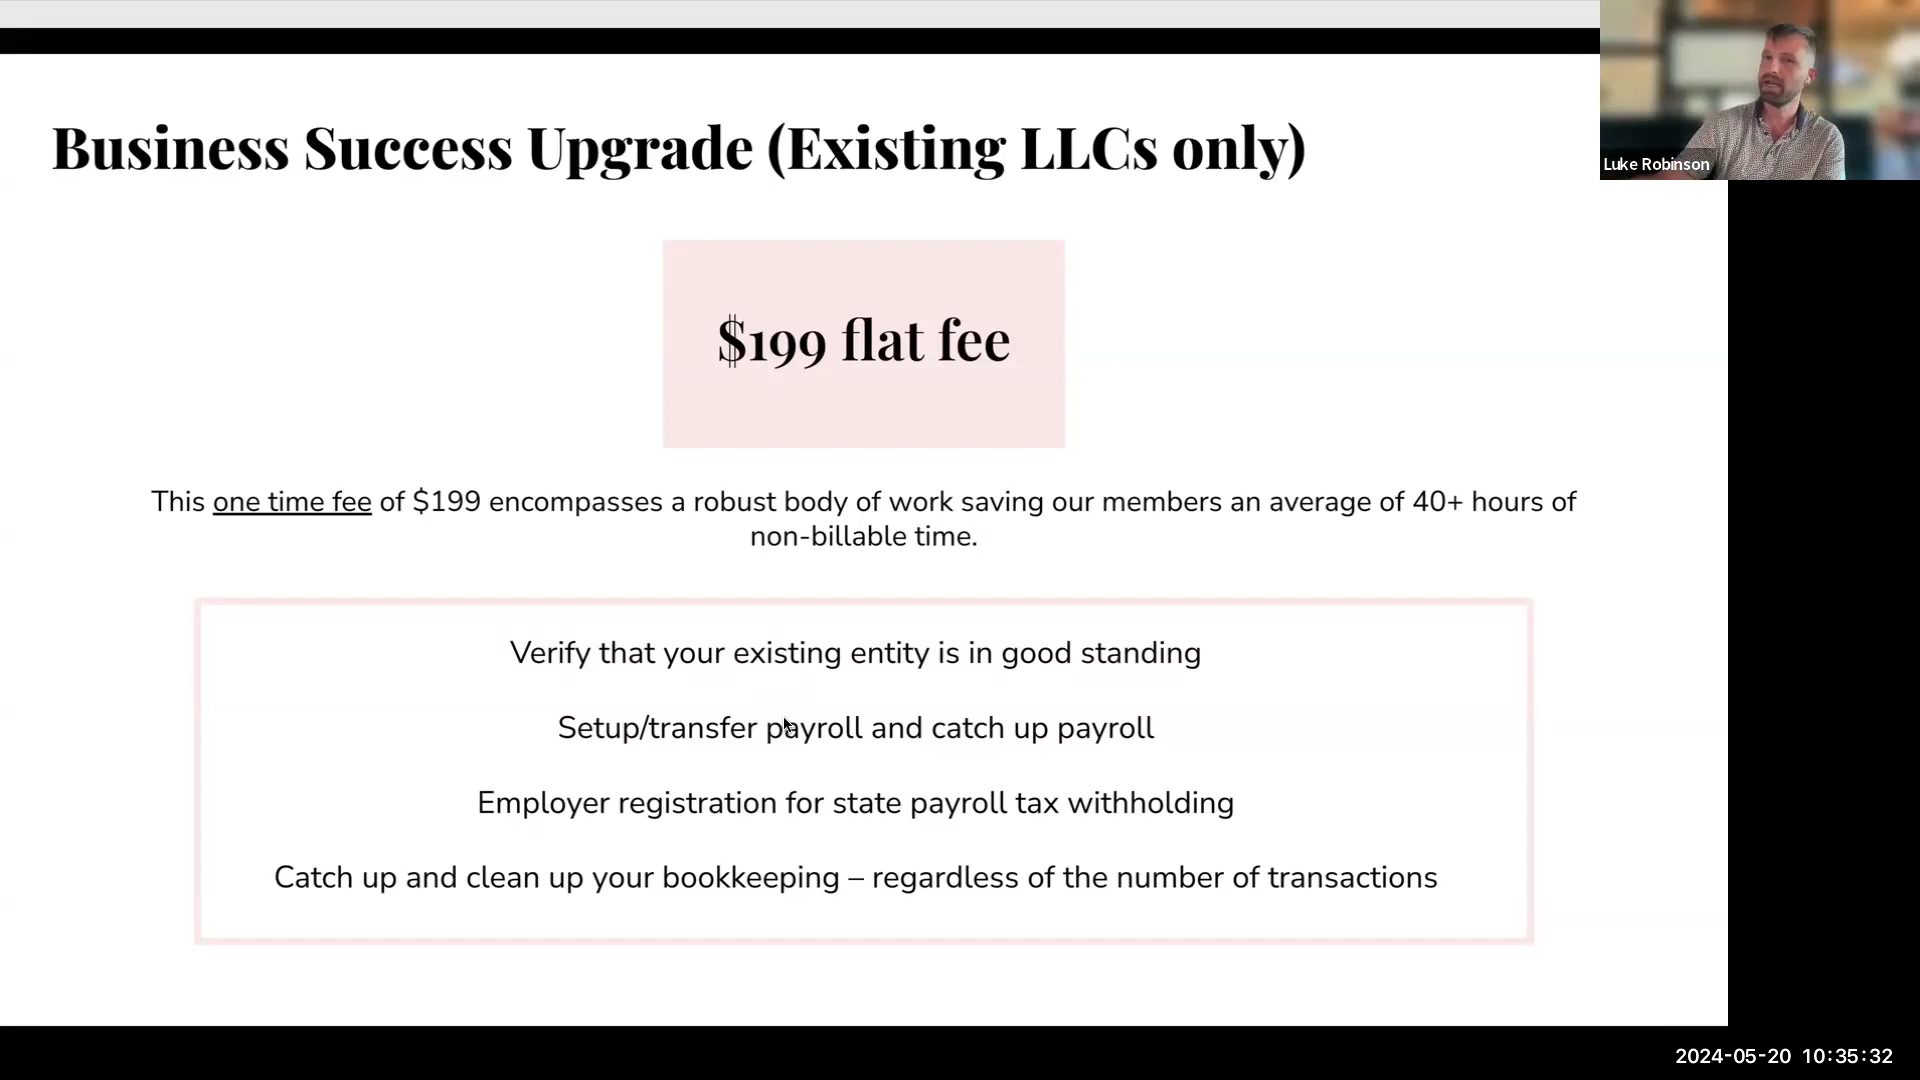 Business Success Upgrade (Existing LLCs only)
Luke Robinson
$199 flat fee
This one time fee of $199 encompasses a robust body of work saving our members an average of 40+ hours of
non-billable time.
Verify that your existing entity is in good standing
Setup/transfer payroll and catch up payroll
Employer registration for state payroll tax withholding
Catch up and clean up your bookkeeping – regardless of the number of transactions
2024-05-20 10:35:32